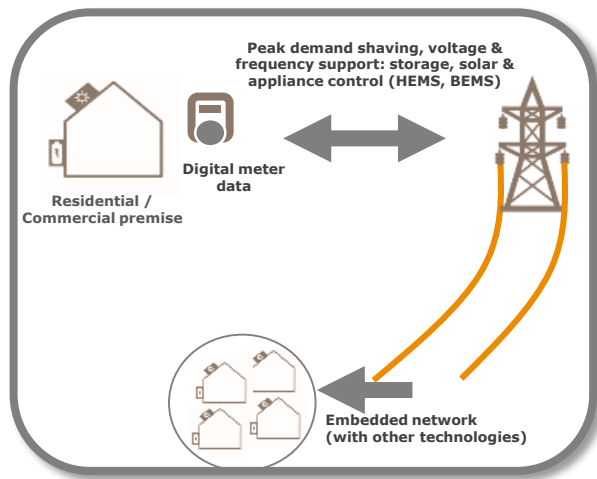 Peak demand shaving, voltage &
frequency support: storage, solar &
appliance control (HEMS, BEMS)
Digital meter
data
Residential /
Commercial premise
Embedded network
(with other technologies)